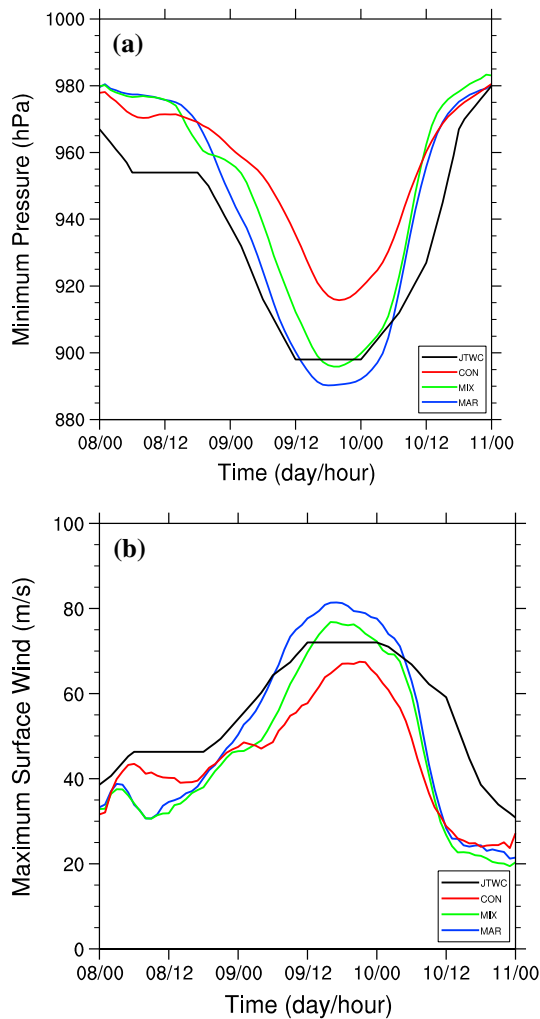 (a)
Minimum Pressure (hPa)
1000
980
960
940
920
900
880
08/00 08/12 09/00 09/12 10/00 10/12 11/00
Time (day/hour)
JTWC
CON
MIX
MAR
(b)
Maximum Surface Wind (m/s)
100
80
60
40
20
0
08/00 08/12 09/00 09/12 10/00 10/12 11/00
Time (day/hour)
JTWC
CON
MIX
MAR